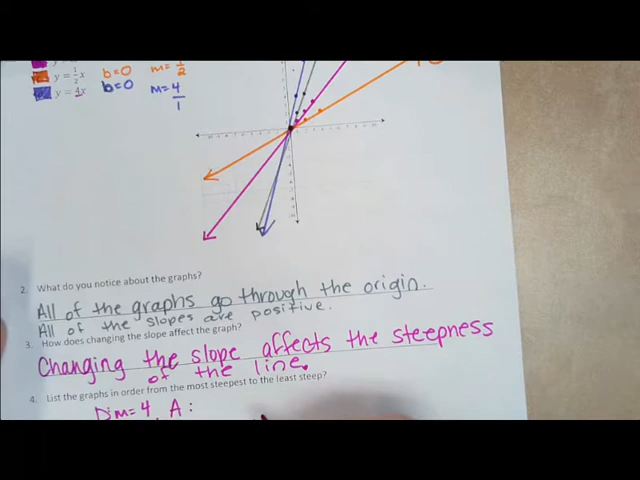 y = 1/2 x b=0 m= 1/2
y = 4x b=0 m= 4/1
2. What do you notice about the graphs?
All of the graphs go through the origin.
All of the slopes are positive.
3. How does changing the slope affect the graph?
Changing the slope affects the steepness
of the line.
4. List the graphs in order from the most steepest to the least steep?
D: m=4 A: